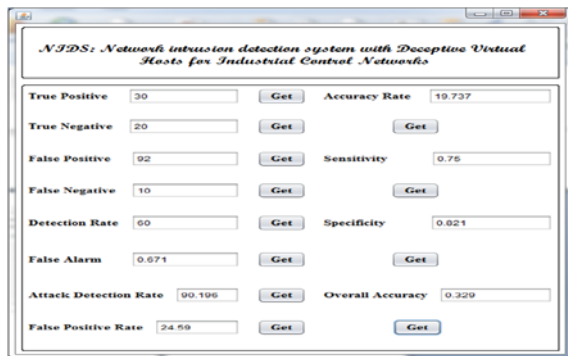 NIDS: Network intrusion detection system with Deceptive Virtual
Hosts for Industrial Control Networks
True Positive 30 Get Accuracy Rate 19.737
True Negative 20 Get Get
False Positive 92 Get Sensitivity 0.75
False Negative 10 Get Get
Detection Rate 60 Get Specificity 0.821
False Alarm 0.671 Get Get
Attack Detection Rate 90.196 Get Overall Accuracy 0.329
False Positive Rate 24.59 Get Get